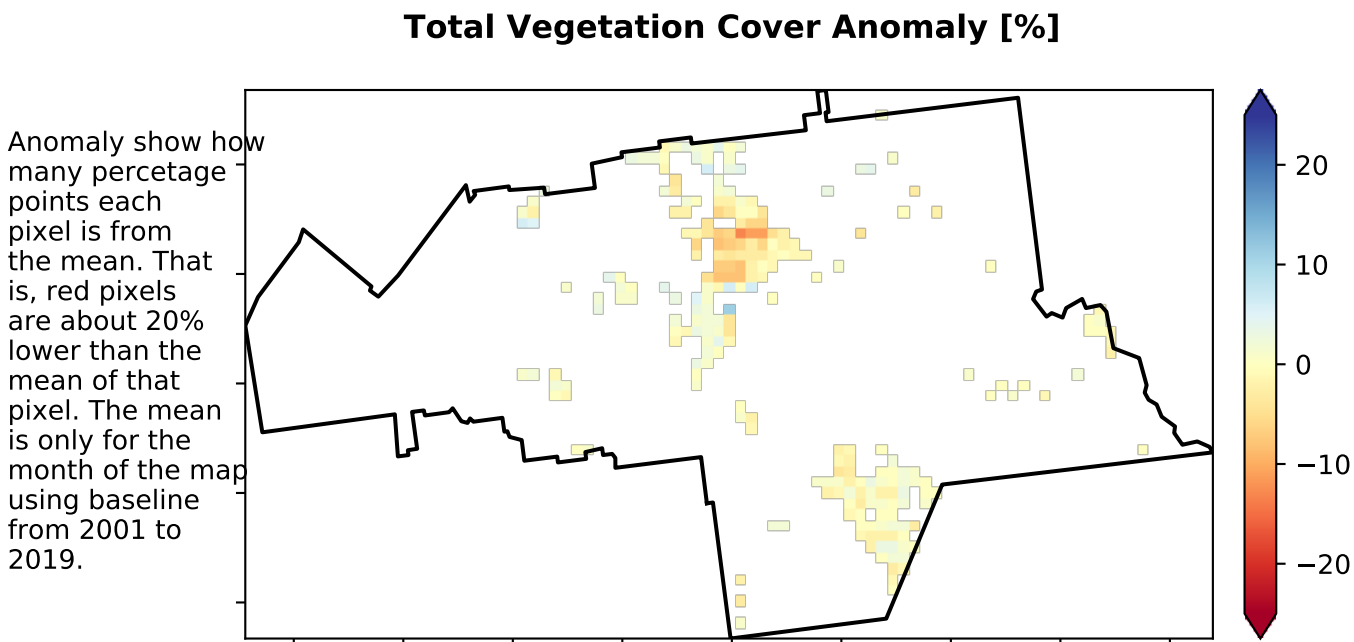 Total Vegetation Cover Anomaly [%]
Anomaly show how
many percetage
points each
pixel is from
the mean. That
is, red pixels
are about 20%
lower than the
mean of that
pixel. The mean
is only for the
month of the map
using baseline
from 2001 to
2019.
20
10
0
−10
−20